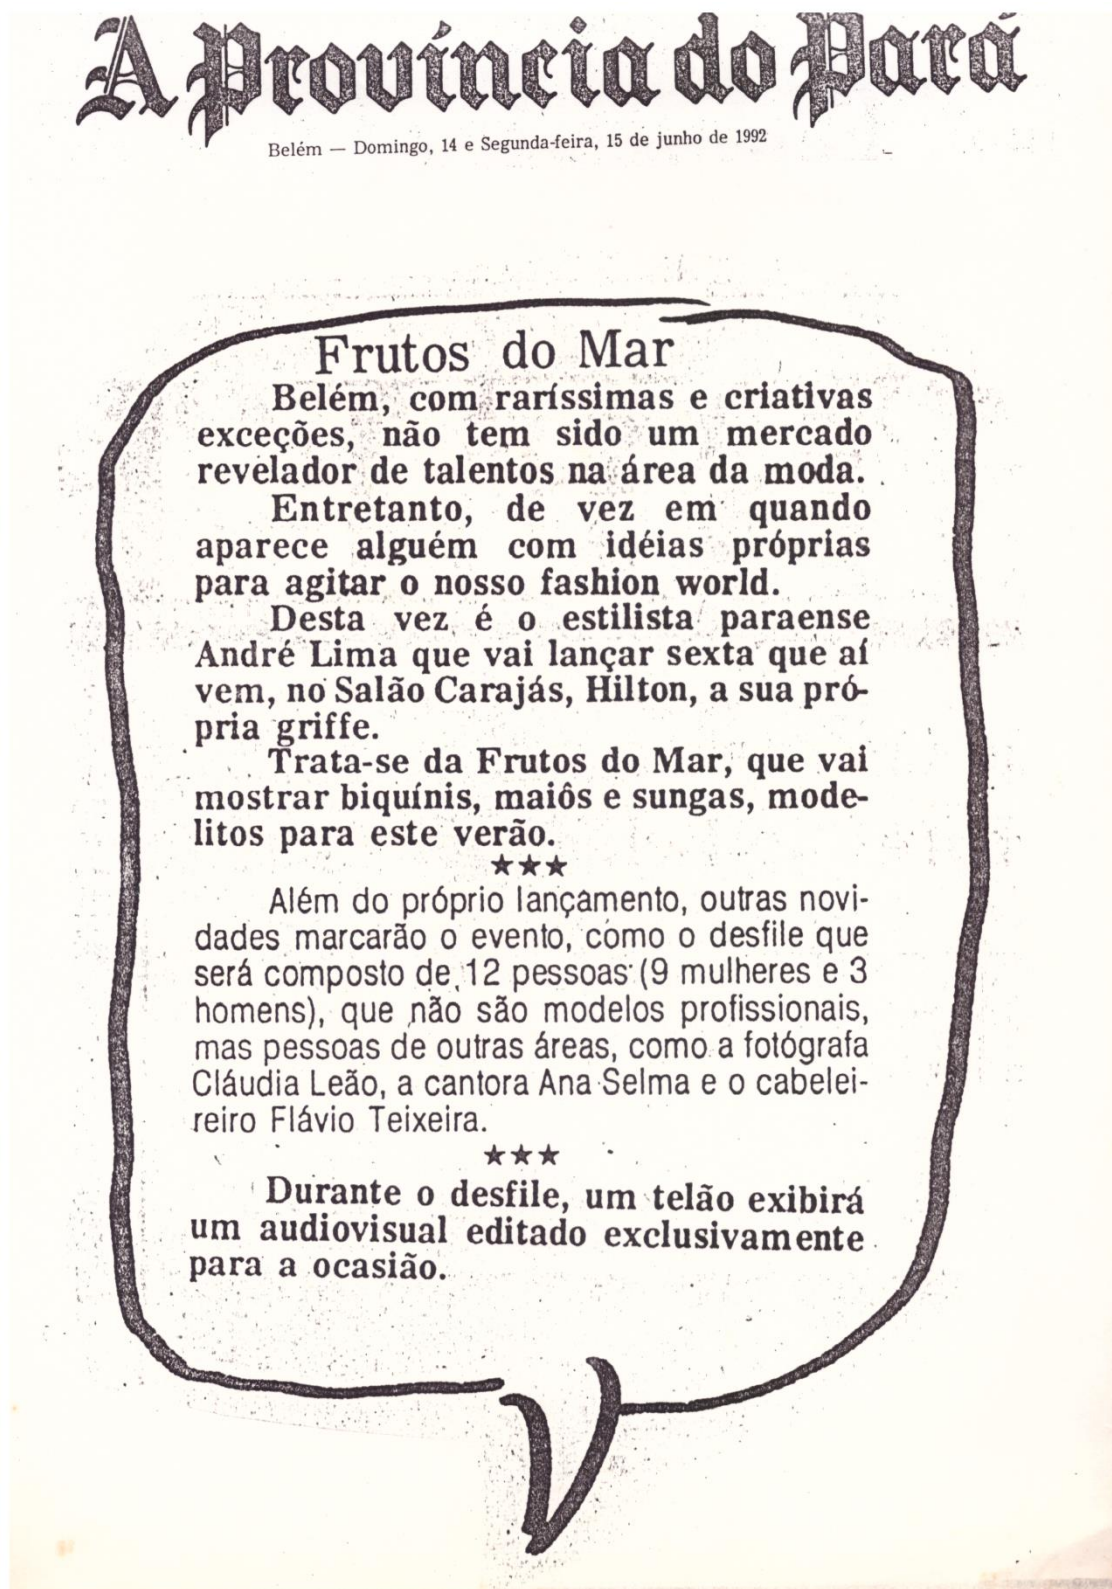 A Província do Pará
Belém — Domingo, 14 e Segunda-feira, 15 de junho de 1992
Frutos do Mar
Belém, com raríssimas e criativas
exceções, não tem sido um mercado
revelador de talentos na área da moda.
Entretanto, de vez em quando
aparece alguém com idéias próprias
para agitar o nosso fashion world.
Desta vez é o estilista paraense
André Lima que vai lançar sexta que aí
vem, no Salão Carajás, Hilton, a sua pró-
pria griffe.
Trata-se da Frutos do Mar, que vai
mostrar biquínis, maiôs e sungas, mode-
litos para este verão.
★★★
Além do próprio lançamento, outras novi-
dades marcarão o evento, como o desfile que
será composto de 12 pessoas (9 mulheres e 3
homens), que não são modelos profissionais,
mas pessoas de outras áreas, como a fotógrafa
Cláudia Leão, a cantora Ana Selma e o cabelei-
reiro Flávio Teixeira.
★★★
Durante o desfile, um telão exibirá
um audiovisual editado exclusivamente
para a ocasião.